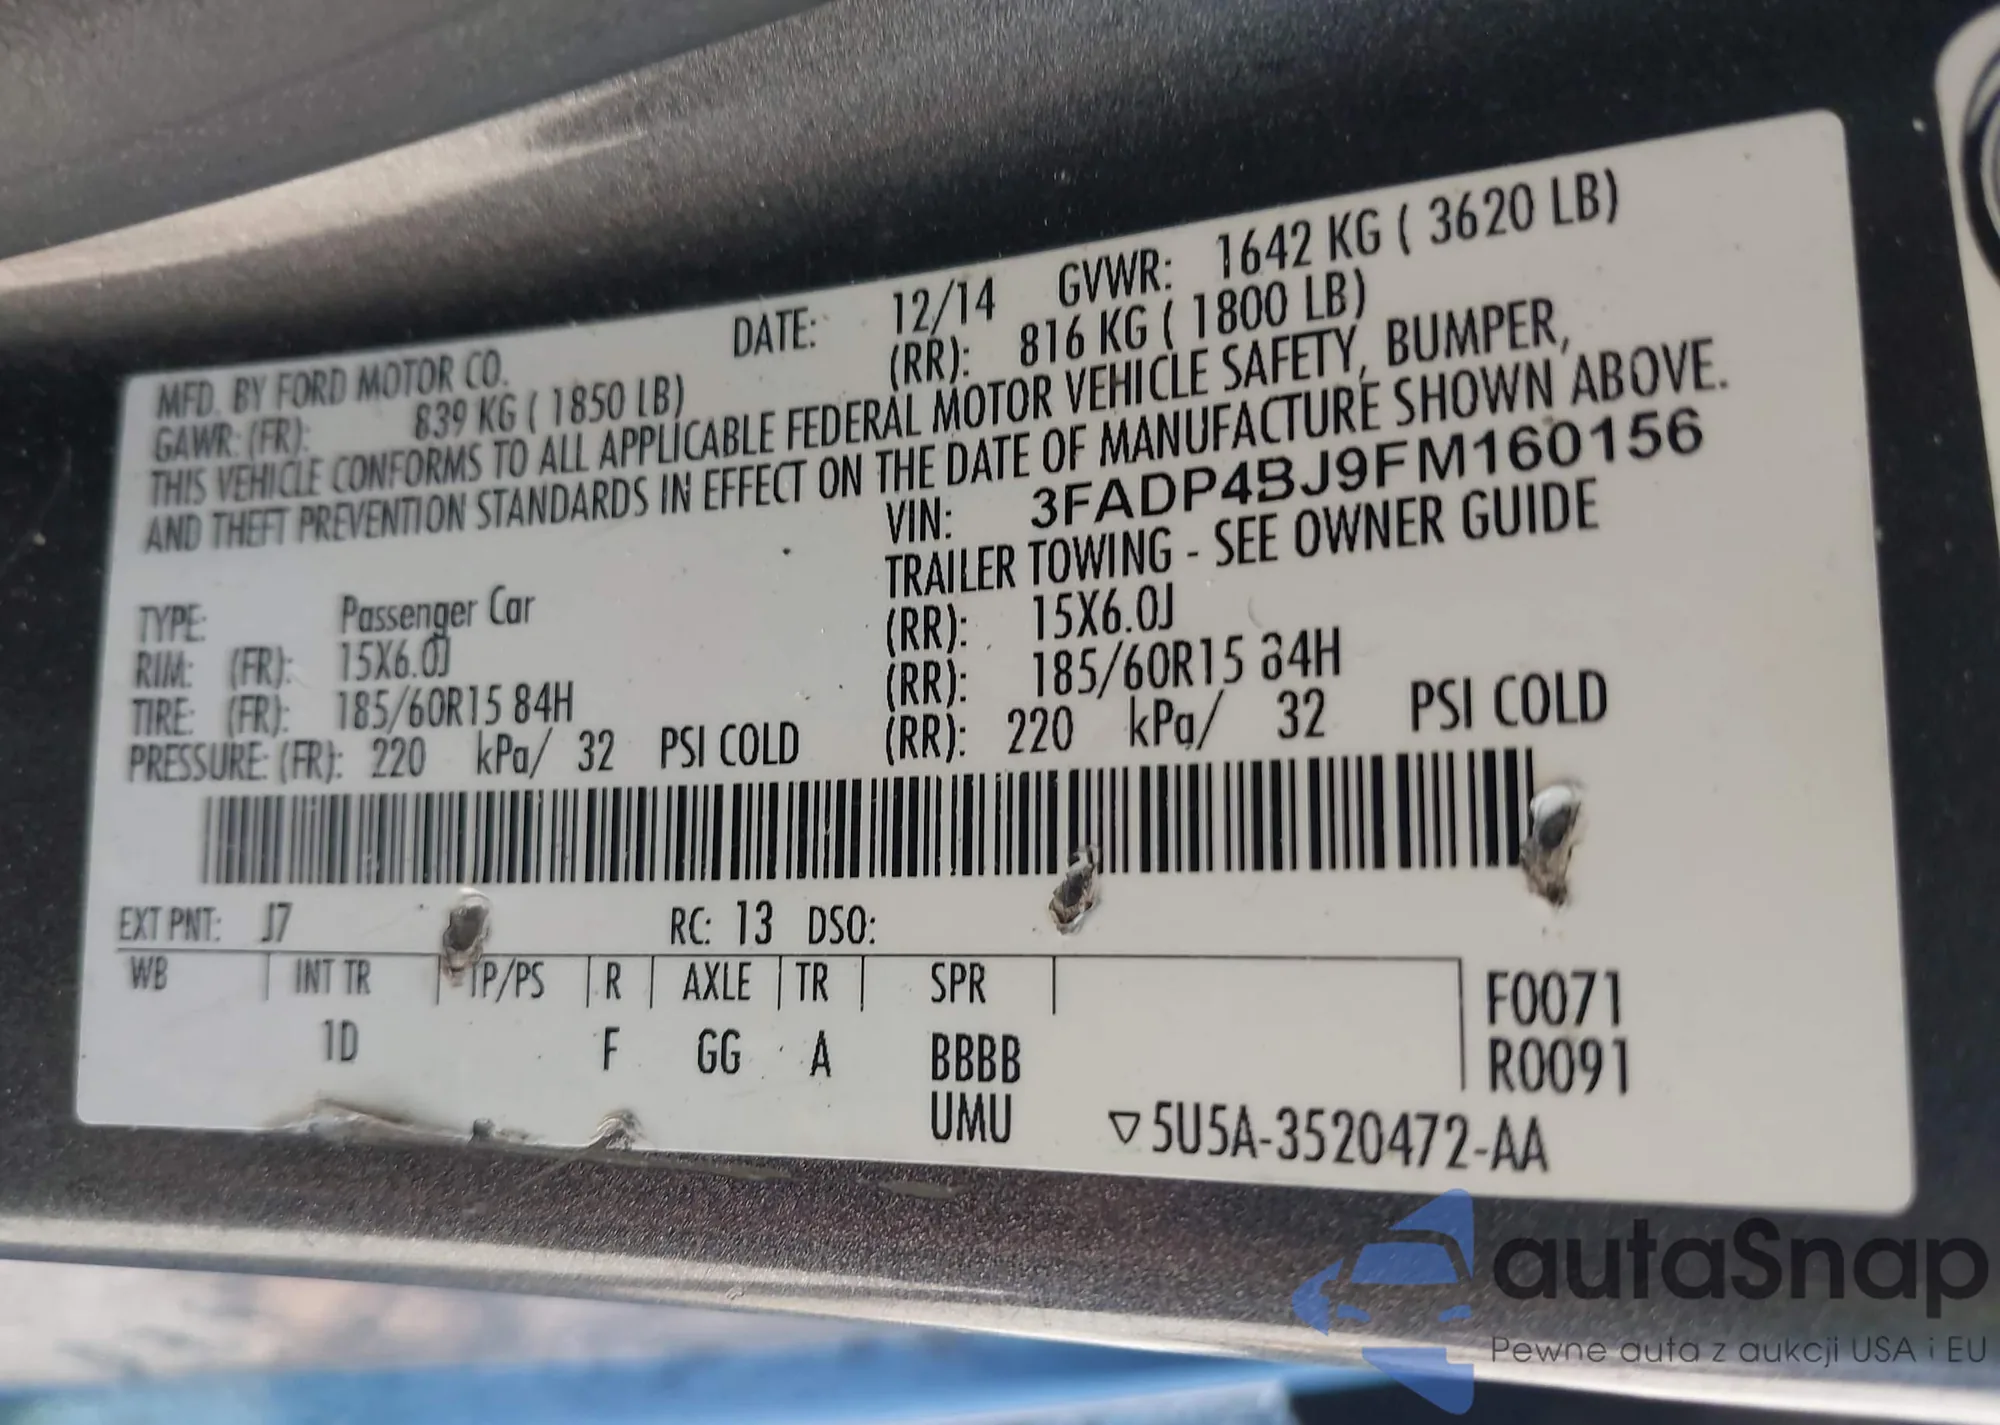 MFD. BY FORD MOTOR CO. DATE: 12/14 GVWR: 1642 KG ( 3620 LB)
GAWR: (FR): 839 KG ( 1850 LB) (RR): 816 KG ( 1800 LB)
THIS VEHICLE CONFORMS TO ALL APPLICABLE FEDERAL MOTOR VEHICLE SAFETY, BUMPER,
AND THEFT PREVENTION STANDARDS IN EFFECT ON THE DATE OF MANUFACTURE SHOWN ABOVE.
VIN: 3FADP4BJ9FM160156
TRAILER TOWING - SEE OWNER GUIDE
TYPE: Passenger Car
RIM: (FR): 15X6.0J (RR): 15X6.0J
TIRE: (FR): 185/60R15 84H (RR): 185/60R15 84H
PRESSURE: (FR): 220 kPa/ 32 PSI COLD (RR): 220 kPa/ 32 PSI COLD
EXT PNT: J7 RC: 13 DSO:
WB INT TR TP/PS R AXLE TR SPR F0071
1D F GG A BBBB R0091
UMU ▽5U5A-3520472-AA
autaSnap
Pewne auta z aukcji USA i EU